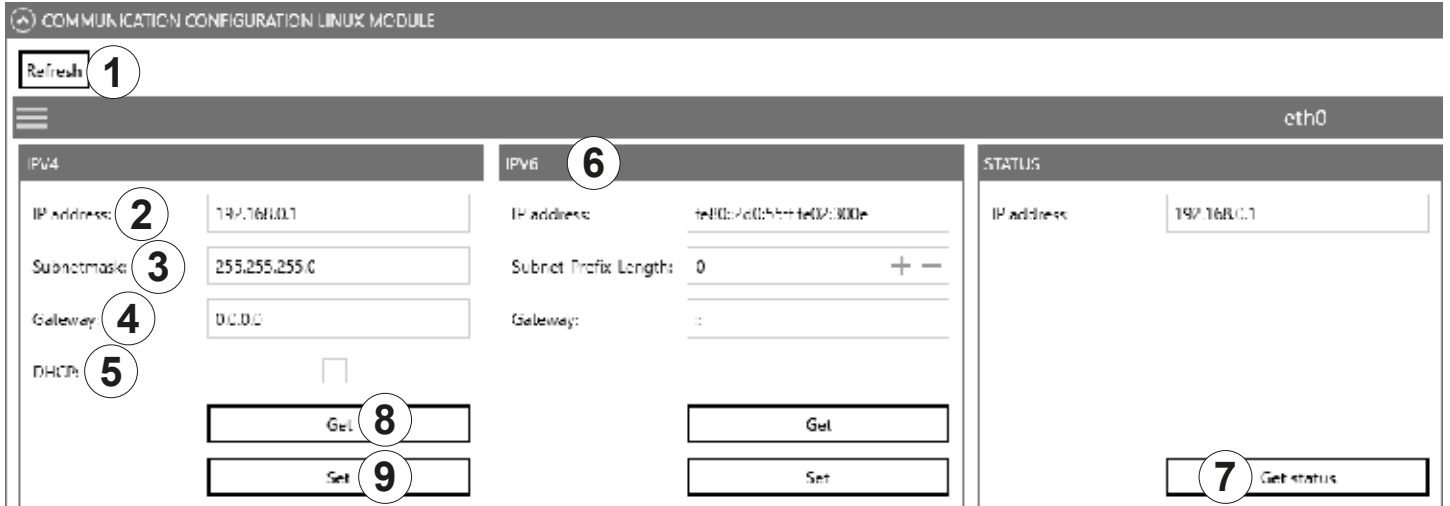 COMMUNICATION CONFIGURATION LINUX MODULE
Refresh 1
eth0
IPV4
IP address: 2 192.168.0.1
Subnetmask: 3 255.255.255.0
Gateway: 4 0.0.0.0
DHCP: 5
Get 8
Set 9
IPV6 6
IP address:
Subnet Prefix Length: 0 + −
Gateway: ::
Get
Set
STATUS
IP address 192.168.0.1
7 Get status